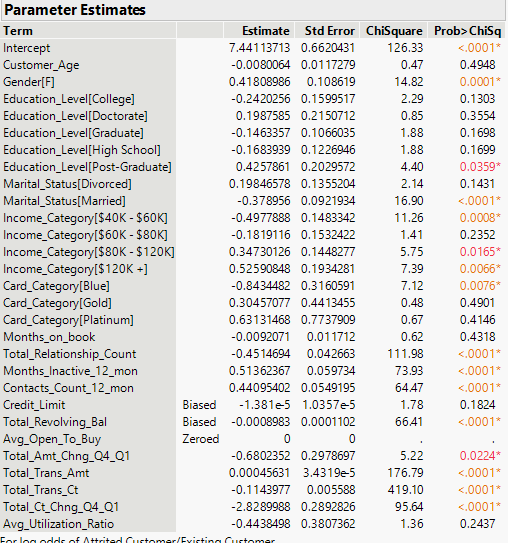 Parameter Estimates
Term Estimate Std Error ChiSquare Prob>ChiSq
Intercept 7.44113713 0.6620431 126.33 <.0001*
Customer_Age -0.0080064 0.0117279 0.47 0.4948
Gender[F] 0.41808986 0.108619 14.82 0.0001*
Education_Level[College] -0.2420256 0.1599517 2.29 0.1303
Education_Level[Doctorate] 0.1987585 0.2150712 0.85 0.3554
Education_Level[Graduate] -0.1463357 0.1066035 1.88 0.1698
Education_Level[High School] -0.1683939 0.1226946 1.88 0.1699
Education_Level[Post-Graduate] 0.4257861 0.2029572 4.40 0.0359*
Marital_Status[Divorced] 0.19846578 0.1355204 2.14 0.1431
Marital_Status[Married] -0.378956 0.0921934 16.90 <.0001*
Income_Category[$40K - $60K] -0.4977888 0.1483342 11.26 0.0008*
Income_Category[$60K - $80K] -0.1819116 0.1532422 1.41 0.2352
Income_Category[$80K - $120K] 0.34730126 0.1448277 5.75 0.0165*
Income_Category[$120K +] 0.52590848 0.1934281 7.39 0.0066*
Card_Category[Blue] -0.8434482 0.3160591 7.12 0.0076*
Card_Category[Gold] 0.30457077 0.4413455 0.48 0.4901
Card_Category[Platinum] 0.63131468 0.7737909 0.67 0.4146
Months_on_book -0.0092071 0.011712 0.62 0.4318
Total_Relationship_Count -0.4514694 0.042663 111.98 <.0001*
Months_Inactive_12_mon 0.51362367 0.059734 73.93 <.0001*
Contacts_Count_12_mon 0.44095402 0.0549195 64.47 <.0001*
Credit_Limit Biased -1.381e-5 1.0357e-5 1.78 0.1824
Total_Revolving_Bal Biased -0.0008983 0.0001102 66.41 <.0001*
Avg_Open_To_Buy Zeroed 0 0 . .
Total_Amt_Chng_Q4_Q1 -0.6802352 0.2978697 5.22 0.0224*
Total_Trans_Amt 0.00045631 3.4319e-5 176.79 <.0001*
Total_Trans_Ct -0.1143977 0.005588 419.10 <.0001*
Total_Ct_Chng_Q4_Q1 -2.8289988 0.2892826 95.64 <.0001*
Avg_Utilization_Ratio -0.4438498 0.3807362 1.36 0.2437
For log odds of Attrited Customer/Existing Customer